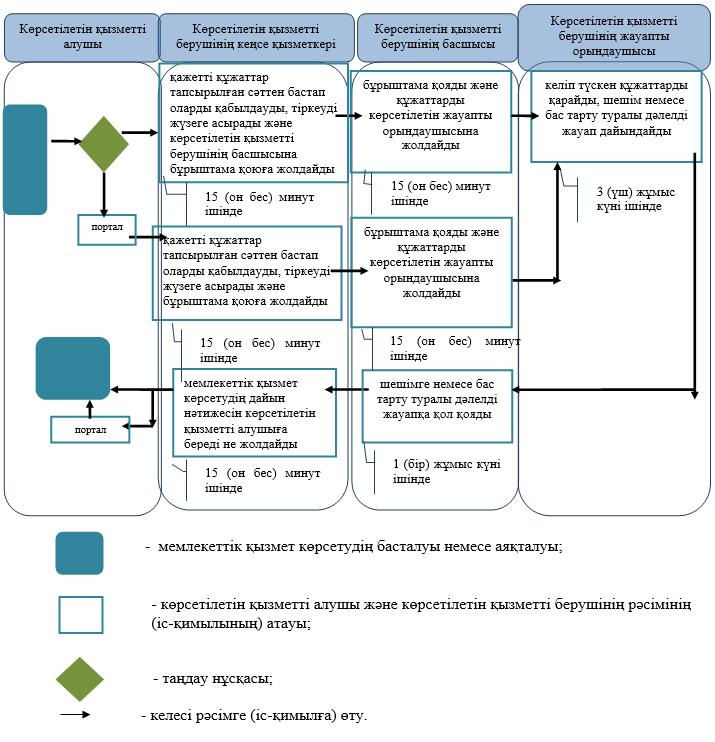 Көрсетілетін қызметті
алушы
Көрсетілетін қызметті
берушінің кеңсе қызметкері
Көрсетілетін қызметті
берушінің басшысы
Көрсетілетін қызметті
берушінің жауапты
орындаушысы
қажетті құжаттар
тапсырылған сәттен бастап
оларды қабылдауды, тіркеуді
жүзеге асырады және
көрсетілетін қызметті
берушінің басшысына
бұрыштама қоюға жолдайды
бұрыштама қояды және
құжаттарды
көрсетілетін жауапты
орындаушысына
жолдайды
келіп түскен құжаттарды
қарайды, шешім немесе
бас тарту туралы дәлелді
жауап дайындайды
15 (он бес) минут
ішінде
15 (он бес) минут
ішінде
3 (үш) жұмыс
күні ішінде
портал
қажетті құжаттар
тапсырылған сәттен бастап
оларды қабылдауды, тіркеуді
жүзеге асырады және
бұрыштама қоюға жолдайды
бұрыштама қояды және
құжаттарды
көрсетілетін жауапты
орындаушысына
жолдайды
15 (он бес) минут
ішінде
15 (он бес) минут
ішінде
мемлекеттік қызмет
көрсетудің дайын
нәтижесін көрсетілетін
қызметті алушыға
береді не жолдайды
шешімге немесе бас
тарту туралы дәлелді
жауапқа қол қояды
портал
15 (он бес) минут
ішінде
1 (бір) жұмыс күні
ішінде
- мемлекеттік қызмет көрсетудің басталуы немесе аяқталуы;
- көрсетілетін қызметті алушы және көрсетілетін қызметті берушінің рәсімінің
(іс-қимылының) атауы;
- таңдау нұсқасы;
- келесі рәсімге (іс-қимылға) өту.